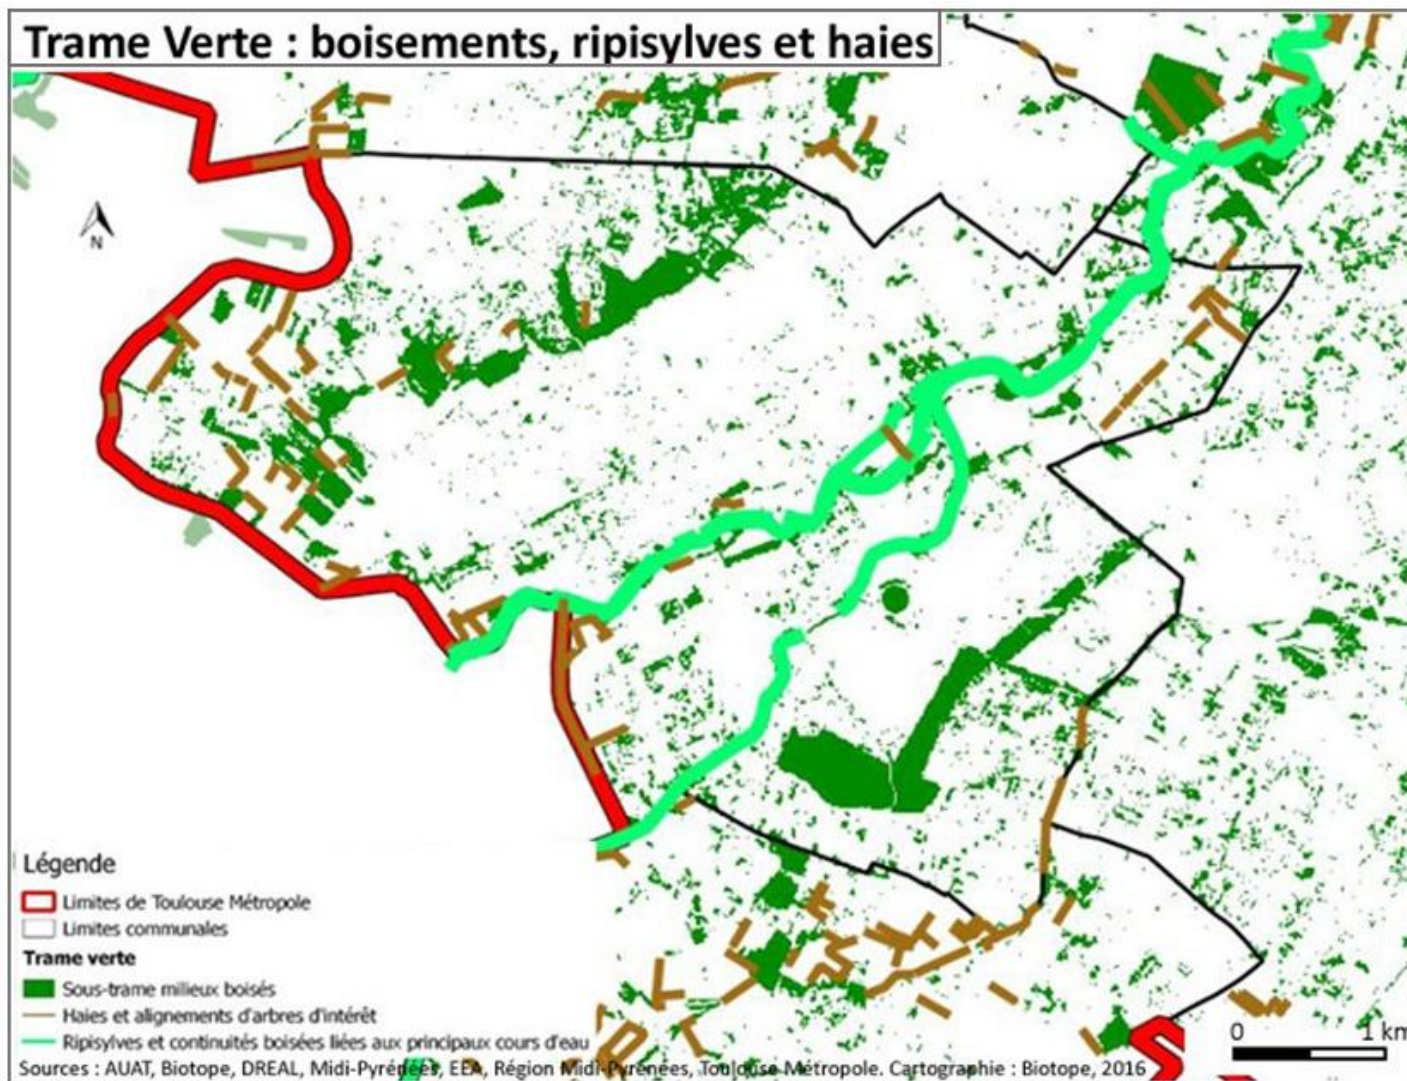 Trame Verte : boisements, ripisylves et haies
N
Légende
Limites de Toulouse Métropole
Limites communales
Trame verte
Sous-trame milieux boisés
Haies et alignements d'arbres d'intérêt
Ripisylves et continuités boisées liées aux principaux cours d'eau
0 1 km
Sources : AUAT, Biotope, DREAL, Midi-Pyrénées, EEA, Région Midi-Pyrénées, Toulouse Métropole. Cartographie : Biotope, 2016